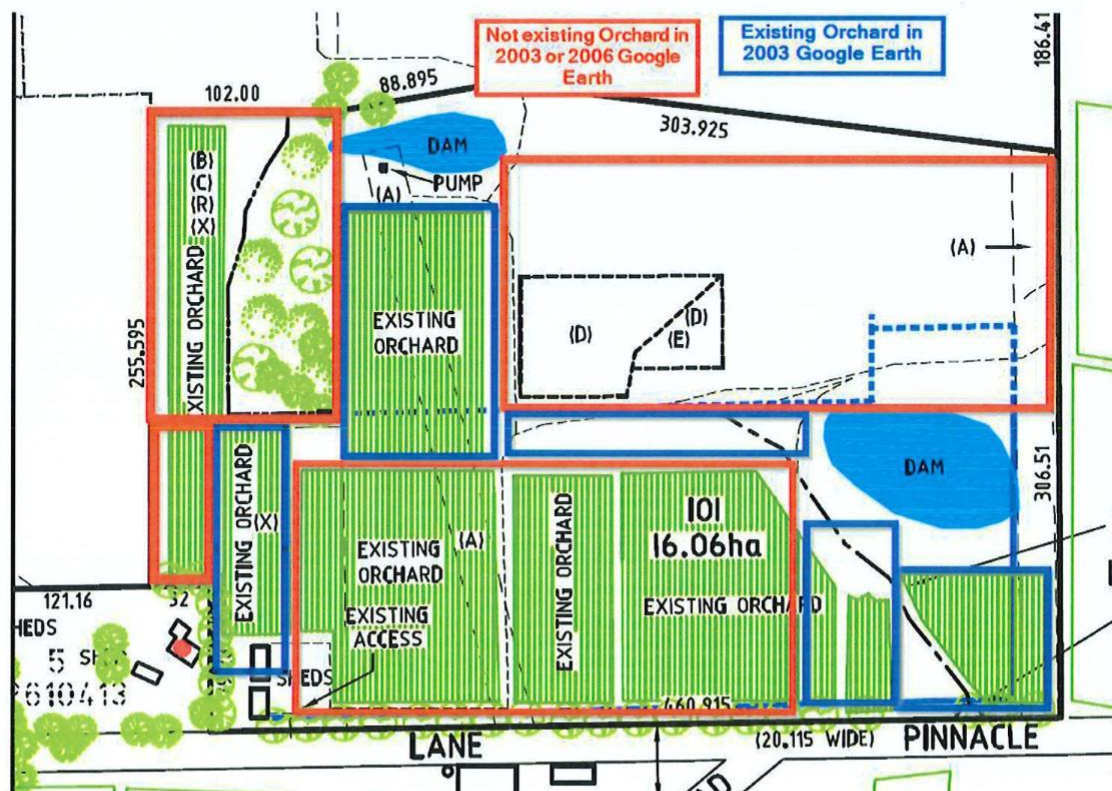 Not existing Orchard in
2003 or 2006 Google
Earth
Existing Orchard in
2003 Google Earth
186.41
88.895
102.00
303.925
DAM
PUMP
(A)
(B)
(C)
(R)
(X)
EXISTING ORCHARD
(A)
EXISTING
ORCHARD
(D)
(D)
(E)
255.595
DAM
306.51
EXISTING ORCHARD
(X)
EXISTING
ORCHARD
(A)
EXISTING ORCHARD
101
16.06ha
EXISTING ORCHARD
EXISTING
ACCESS
121.16
32
HEDS
5
SHEDS
460.915
LANE
(20.115 WIDE)
PINNACLE